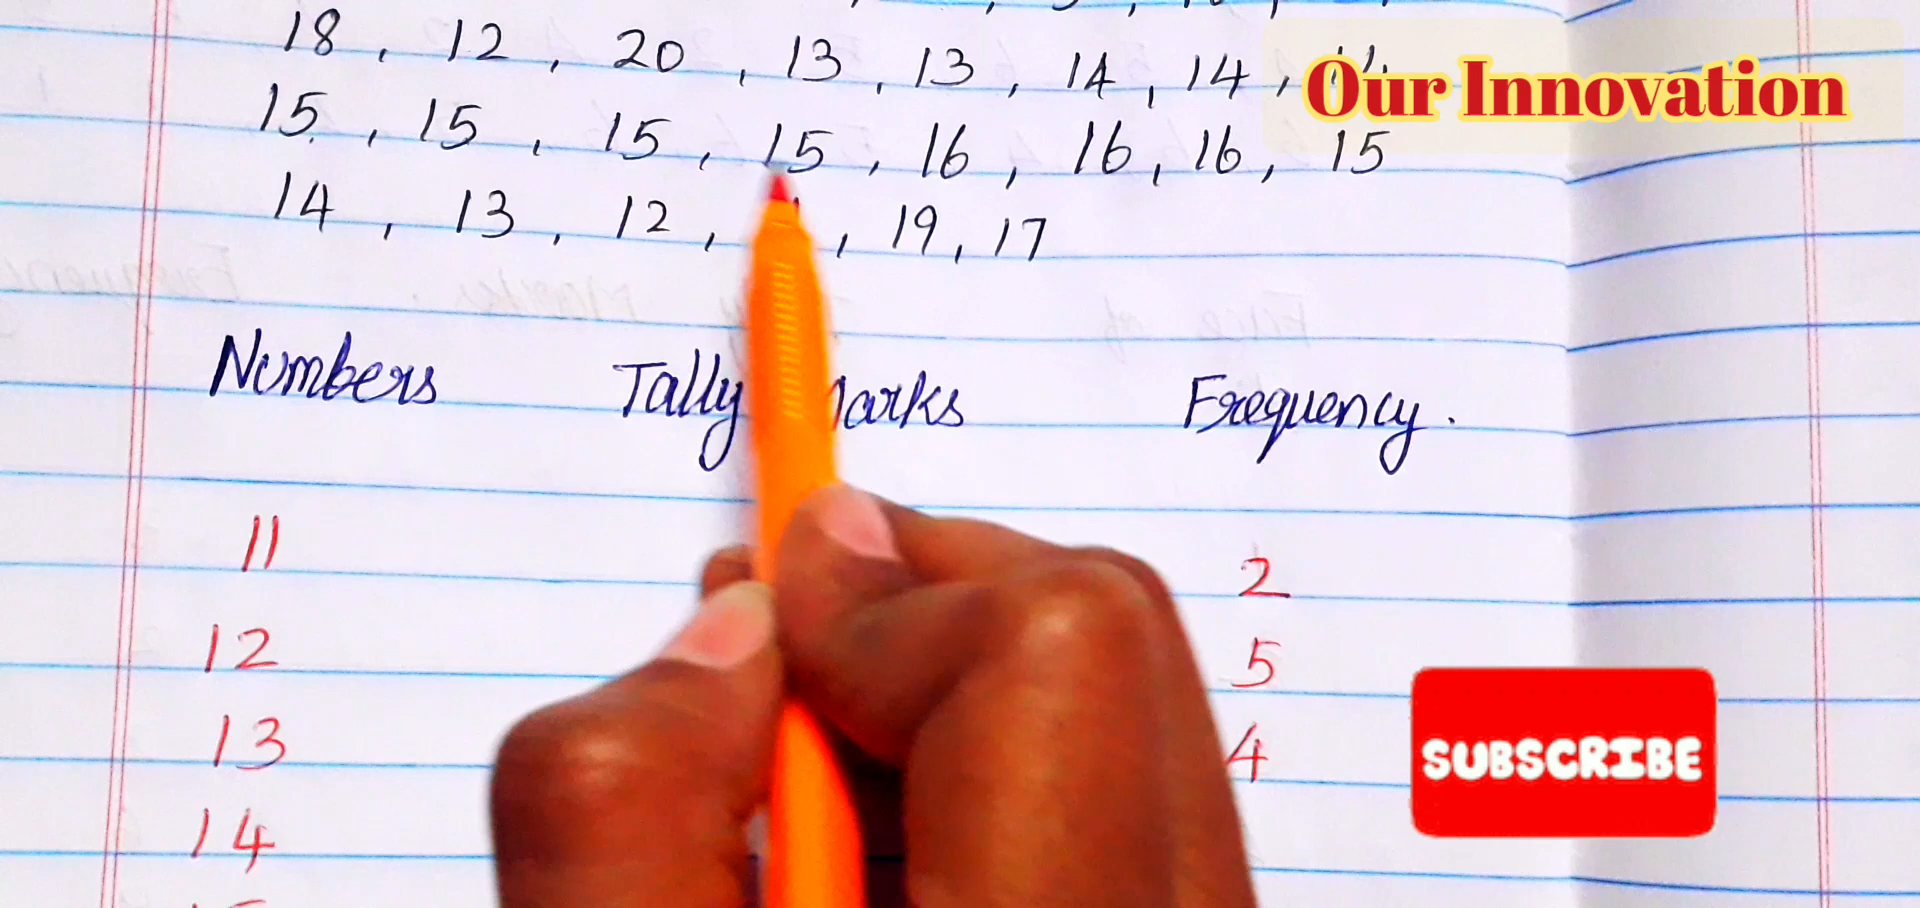 18 , 12 , 20 , 13 , 13 , 14 , 14 ,
Our Innovation
15 , 15 , 15 , 15 , 16 , 16 , 16 , 15
14 , 13 , 12 , , 19 , 17
Numbers Tally Marks Frequency .
11 2
12 5
13 4
14
SUBSCRIBE